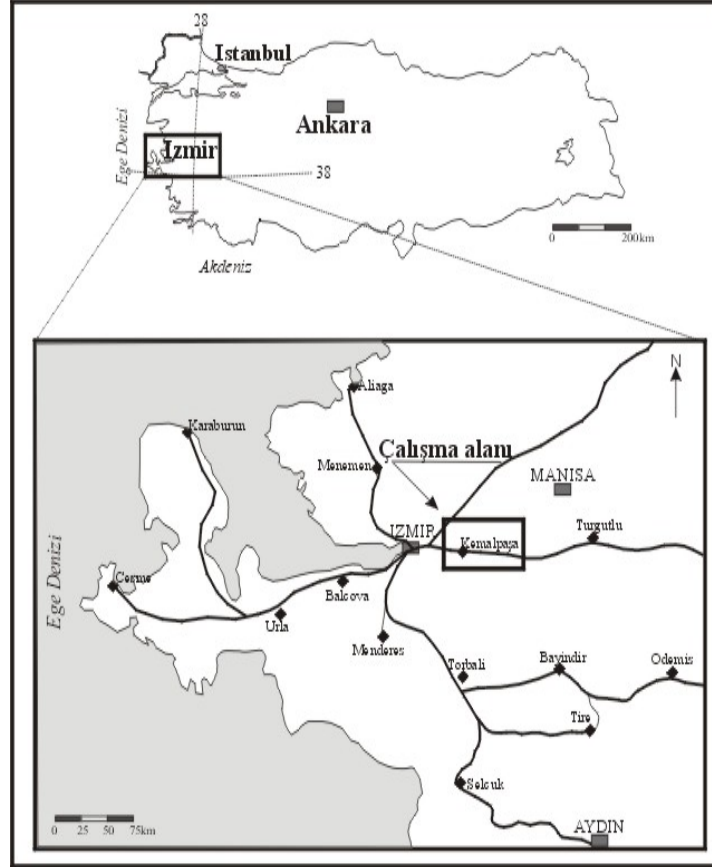 28
Istanbul
Ankara
Ege Denizi
Izmir
38
0 200km
Akdeniz
N
Aliaga
Karaburun
Çalışma alanı
Menemen
MANISA
IZMIR
Turgutlu
Kemalpaşa
Cesme
Ege Denizi
Balcova
Urla
Menderes
Torbali
Bayindir
Odemis
Tire
Selcuk
0 25 50 75km
AYDIN